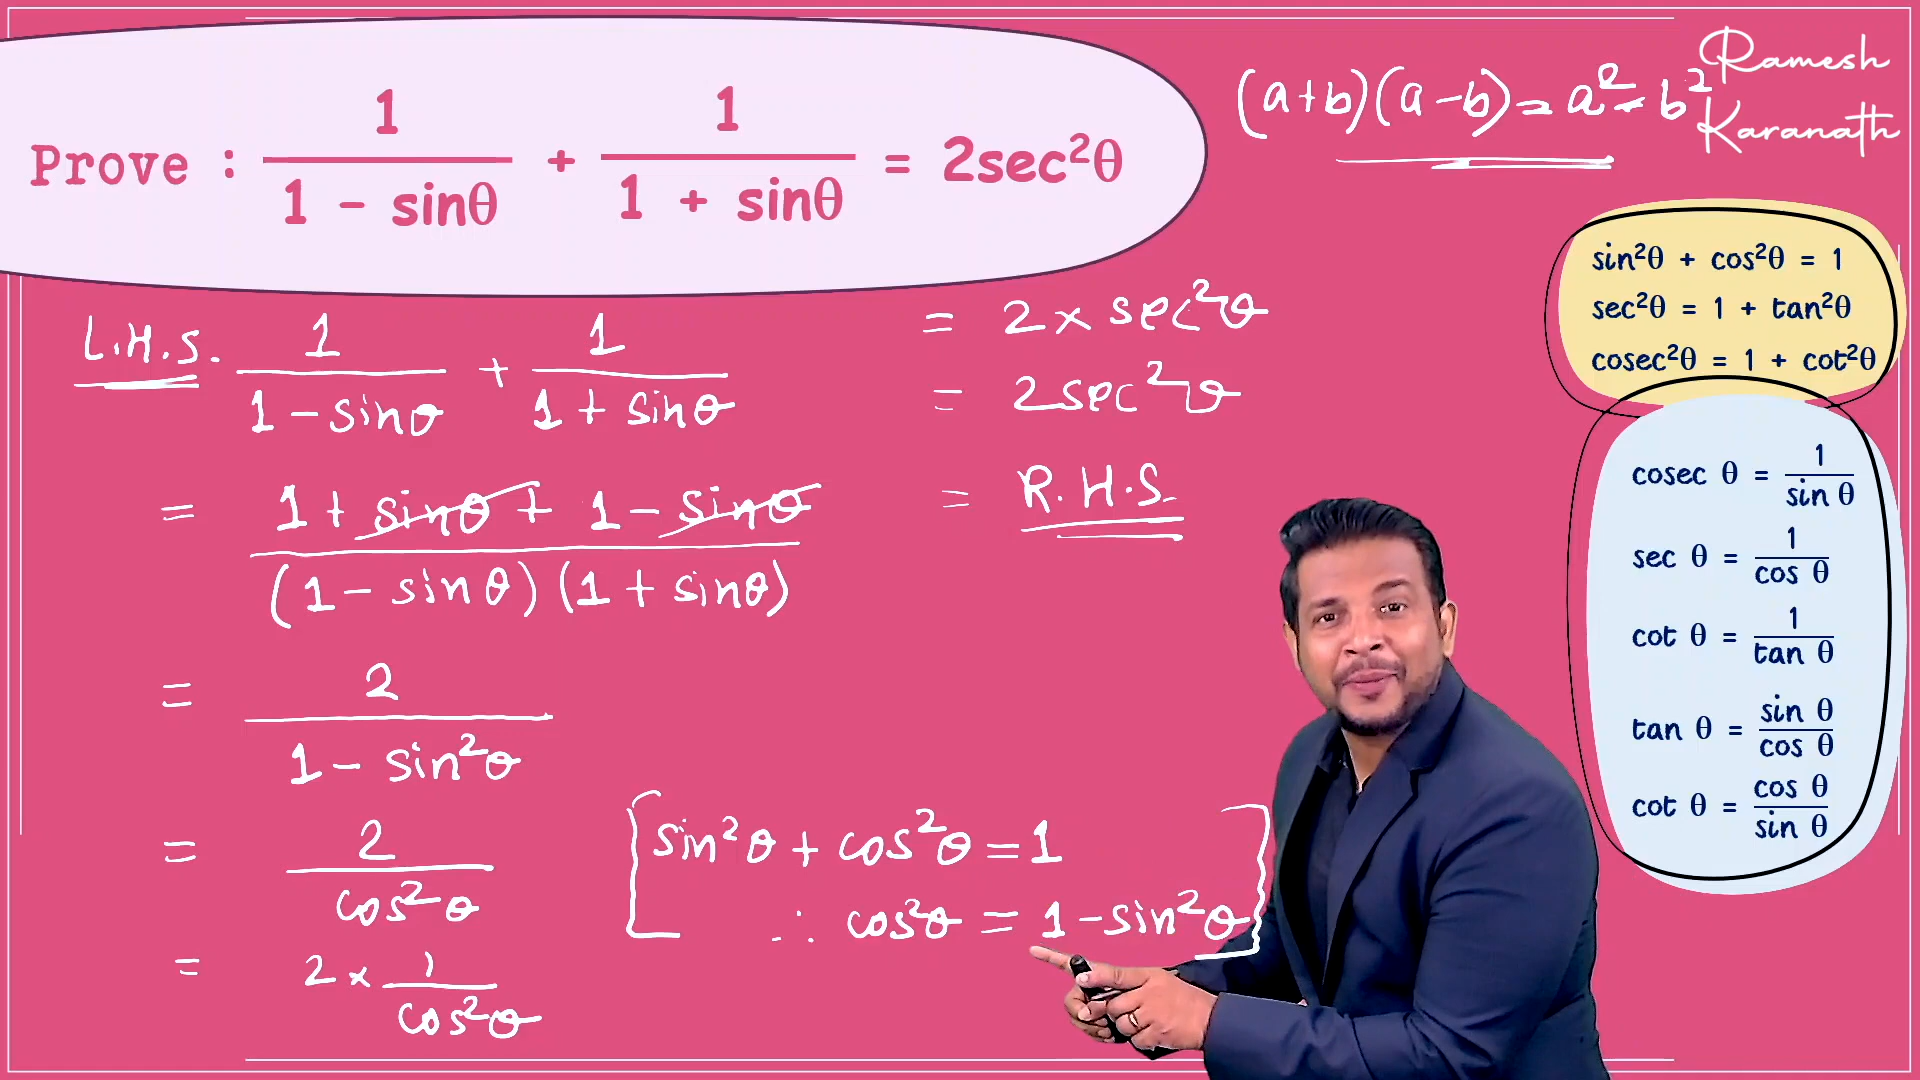 Prove : 1/(1 - sinθ) + 1/(1 + sinθ) = 2sec²θ
(a+b)(a-b) = a² - b²
Ramesh
Karanath
sin²θ + cos²θ = 1
sec²θ = 1 + tan²θ
cosec²θ = 1 + cot²θ
cosec θ = 1/sin θ
sec θ = 1/cos θ
cot θ = 1/tan θ
tan θ = sin θ/cos θ
cot θ = cos θ/sin θ
L.H.S. 1/(1-sinθ) + 1/(1+sinθ)
= (1 + sinθ + 1 - sinθ)/((1 - sinθ)(1 + sinθ))
= 2/(1 - sin²θ)
= 2/cos²θ
[sin²θ + cos²θ = 1
∴ cos²θ = 1 - sin²θ]
= 2 × 1/cos²θ
= 2 × sec²θ
= 2sec²θ
= R.H.S.